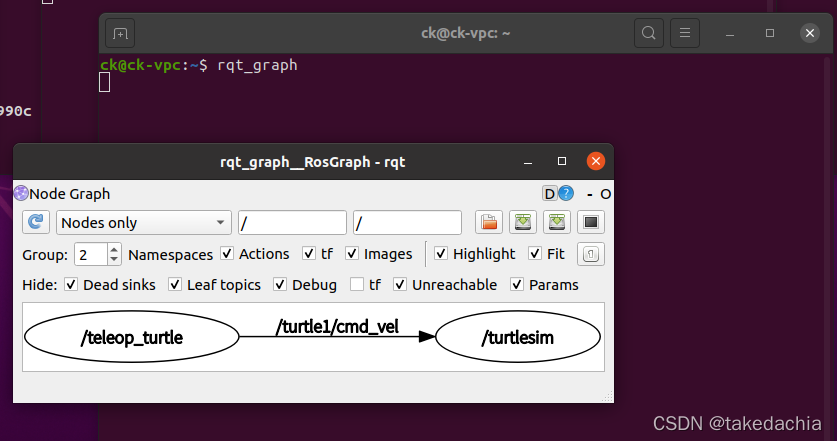 ck@ck-vpc: ~
ck@ck-vpc:~$ rqt_graph
990c
rqt_graph__RosGraph - rqt
Node Graph
D ? - O
Nodes only / /
Group: 2 Namespaces Actions tf Images Highlight Fit
Hide: Dead sinks Leaf topics Debug tf Unreachable Params
/teleop_turtle /turtle1/cmd_vel /turtlesim
CSDN @takedachia